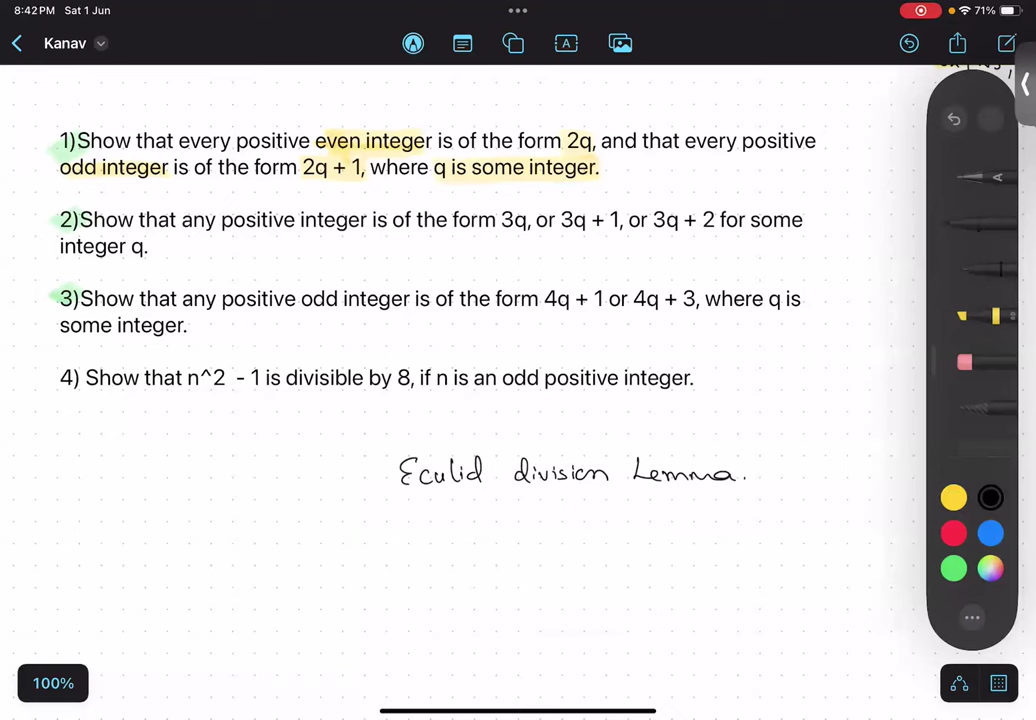 8:42 PM Sat 1 Jun
71%
Kanav
1)Show that every positive even integer is of the form 2q, and that every positive
odd integer is of the form 2q + 1, where q is some integer.
2)Show that any positive integer is of the form 3q, or 3q + 1, or 3q + 2 for some
integer q.
3)Show that any positive odd integer is of the form 4q + 1 or 4q + 3, where q is
some integer.
4) Show that n^2 - 1 is divisible by 8, if n is an odd positive integer.
Eculid division Lemma.
100%